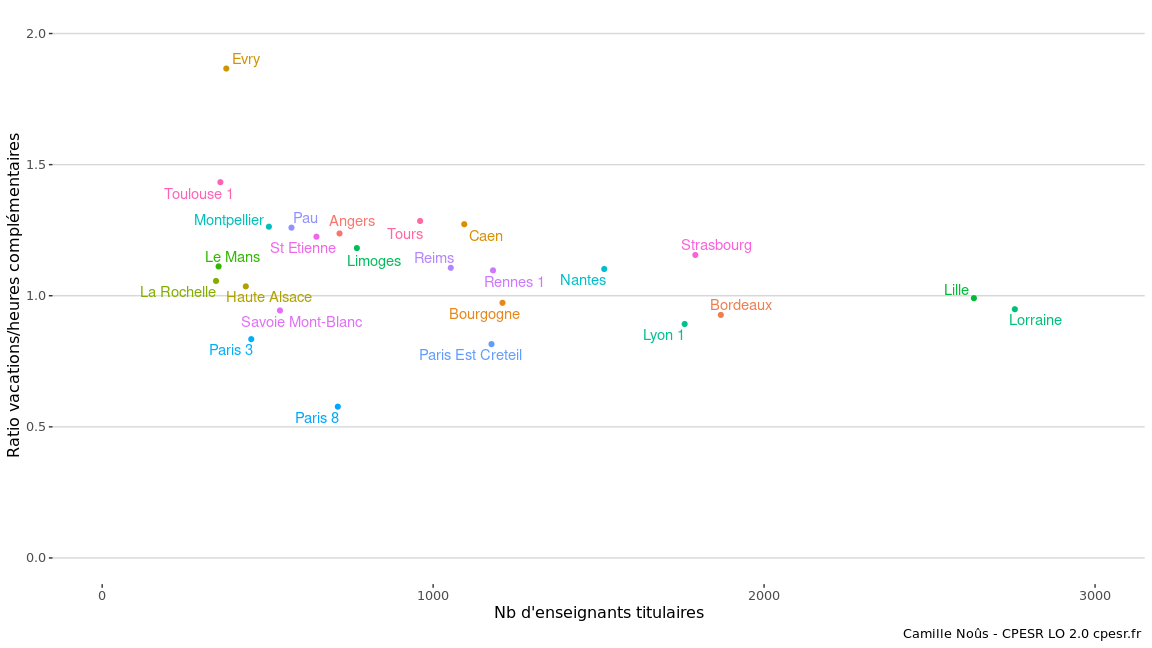 2.0
Evry
1.5
Toulouse 1
Montpellier
Pau
Angers
Tours
Caen
St Etienne
Strasbourg
Le Mans
Limoges
Reims
Rennes 1
Nantes
La Rochelle
Haute Alsace
1.0
Lille
Savoie Mont-Blanc
Bourgogne
Bordeaux
Lorraine
Lyon 1
Paris 3
Paris Est Creteil
Paris 8
0.5
0.0
Ratio vacations/heures complémentaires
0
1000
2000
3000
Nb d'enseignants titulaires
Camille Noûs - CPESR LO 2.0 cpesr.fr